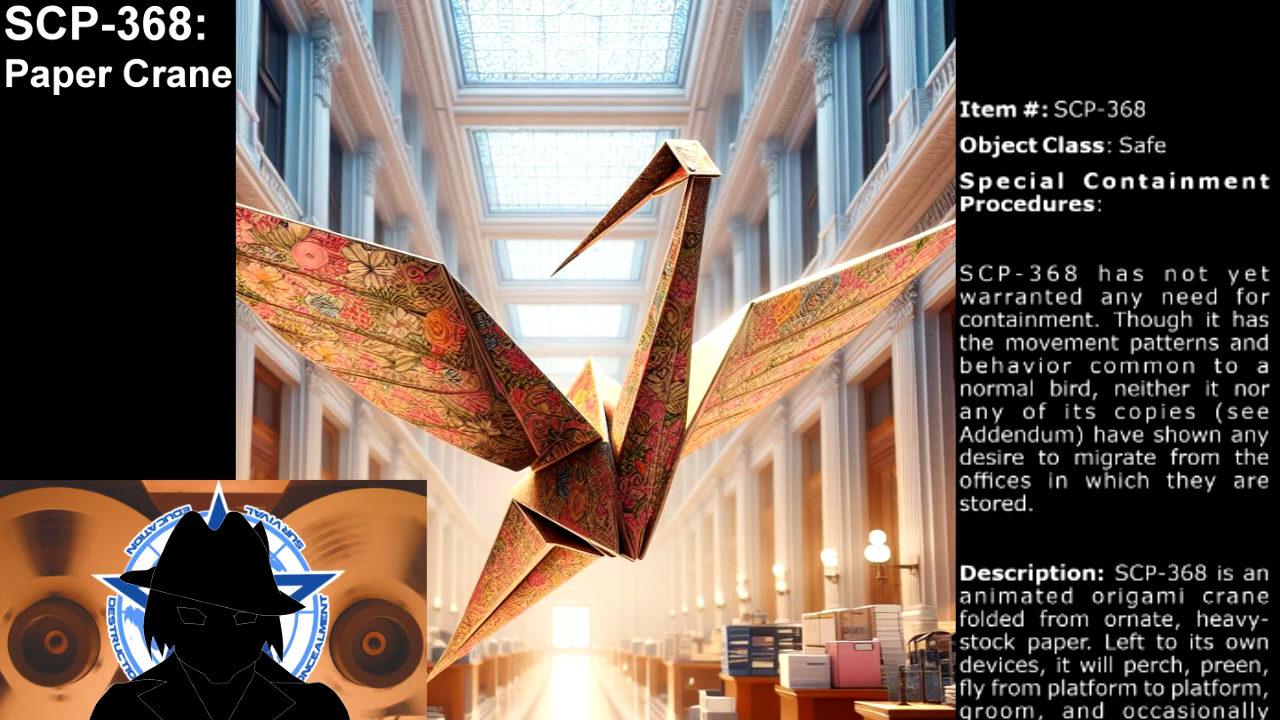 SCP-368:
Paper Crane
Item #: SCP-368
Object Class: Safe
Special Containment
Procedures:
SCP-368 has not yet
warranted any need for
containment. Though it has
the movement patterns and
behavior common to a
normal bird, neither it nor
any of its copies (see
Addendum) have shown any
desire to migrate from the
offices in which they are
stored.
Description: SCP-368 is an
animated origami crane
folded from ornate, heavy-
stock paper. Left to its own
devices, it will perch, preen,
fly from platform to platform,
groom, and occasionally
EDUCATION
SURVIVAL